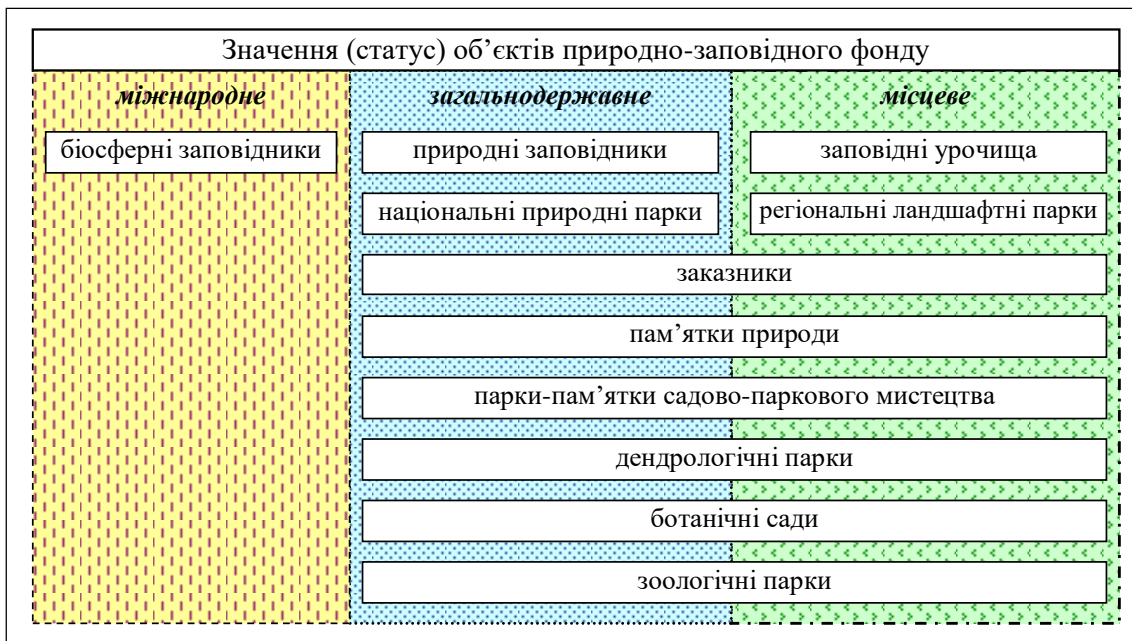 Значення (статус) об’єктів природно-заповідного фонду
міжнародне
загальнодержавне
місцеве
біосферні заповідники
природні заповідники
заповідні урочища
національні природні парки
регіональні ландшафтні парки
заказники
пам’ятки природи
парки-пам’ятки садово-паркового мистецтва
дендрологічні парки
ботанічні сади
зоологічні парки